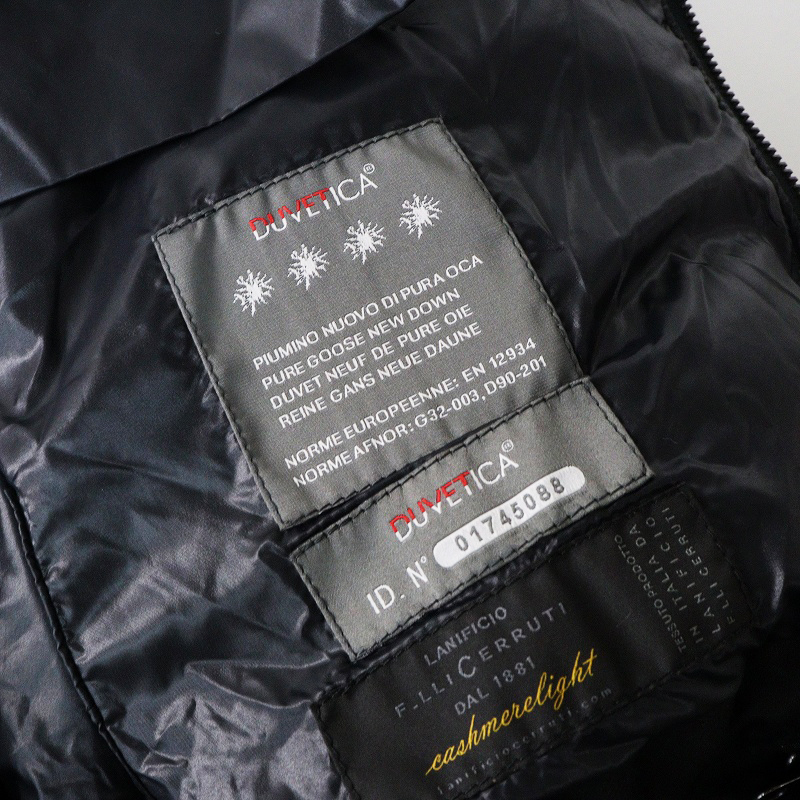 DUVETICA®
PIUMINO NUOVO DI PURA OCA
PURE GOOSE NEW DOWN
DUVET NEUF DE PURE OIE
REINE GANS NEUE DAUNE
NORME EUROPEENNE: EN 12934
NORME AFNOR: G32-003, D90-201
DUVETICA®
ID. N° 01745088
LANIFICIO
F-LLI CERRUTI
DAL 1881
cashmerelight
lanificiocerruti.com
TESSUTO PRODOTTO
IN ITALIA DA
LANIFICIO
F.LLI CERRUTI